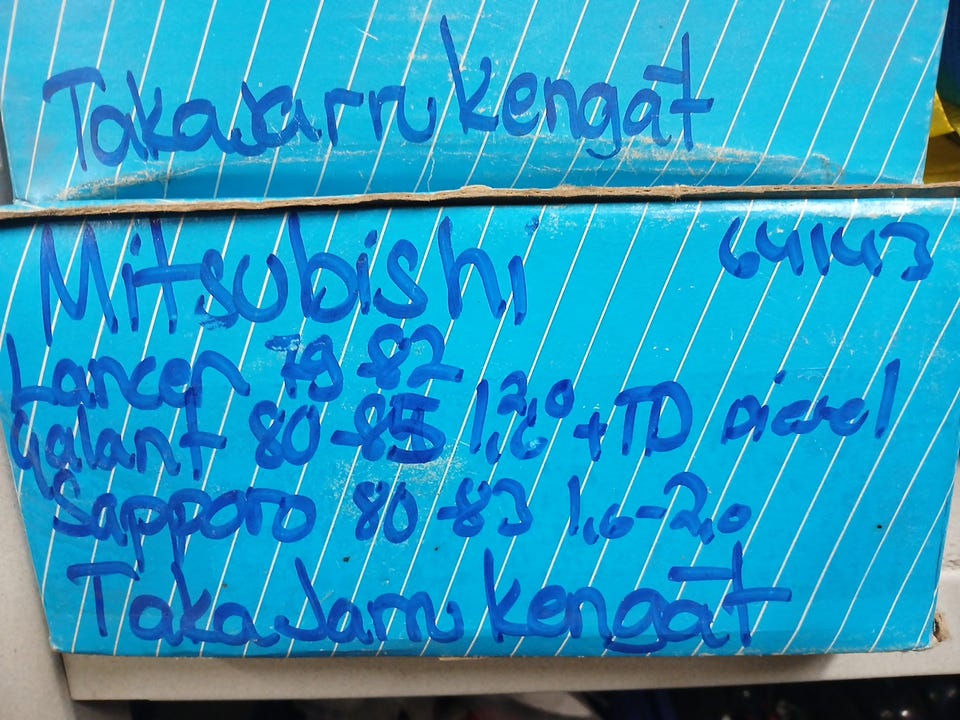 Takajarru kengat
Mitsubishi 64143
Lancer 79-82
Galant 80-85 1,6 2,0 + TD Diesel
Sapporo 80-83 1,6-2,0
Takajarru kengat